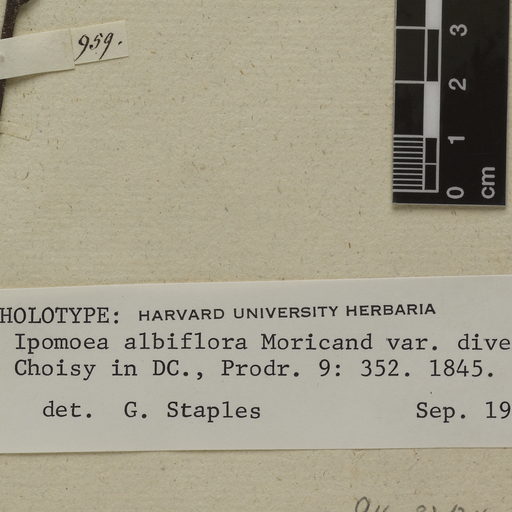 959.
3
2
1
0
cm
HOLOTYPE: HARVARD UNIVERSITY HERBARIA
Ipomoea albiflora Moricand var. dive
Choisy in DC., Prodr. 9: 352. 1845.
det. G. Staples Sep. 19